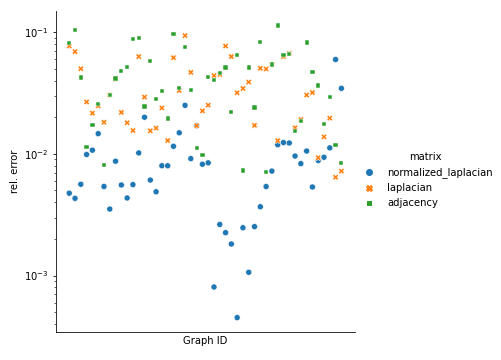 10⁻¹
10⁻²
10⁻³
rel. error
Graph ID
matrix
normalized_laplacian
laplacian
adjacency